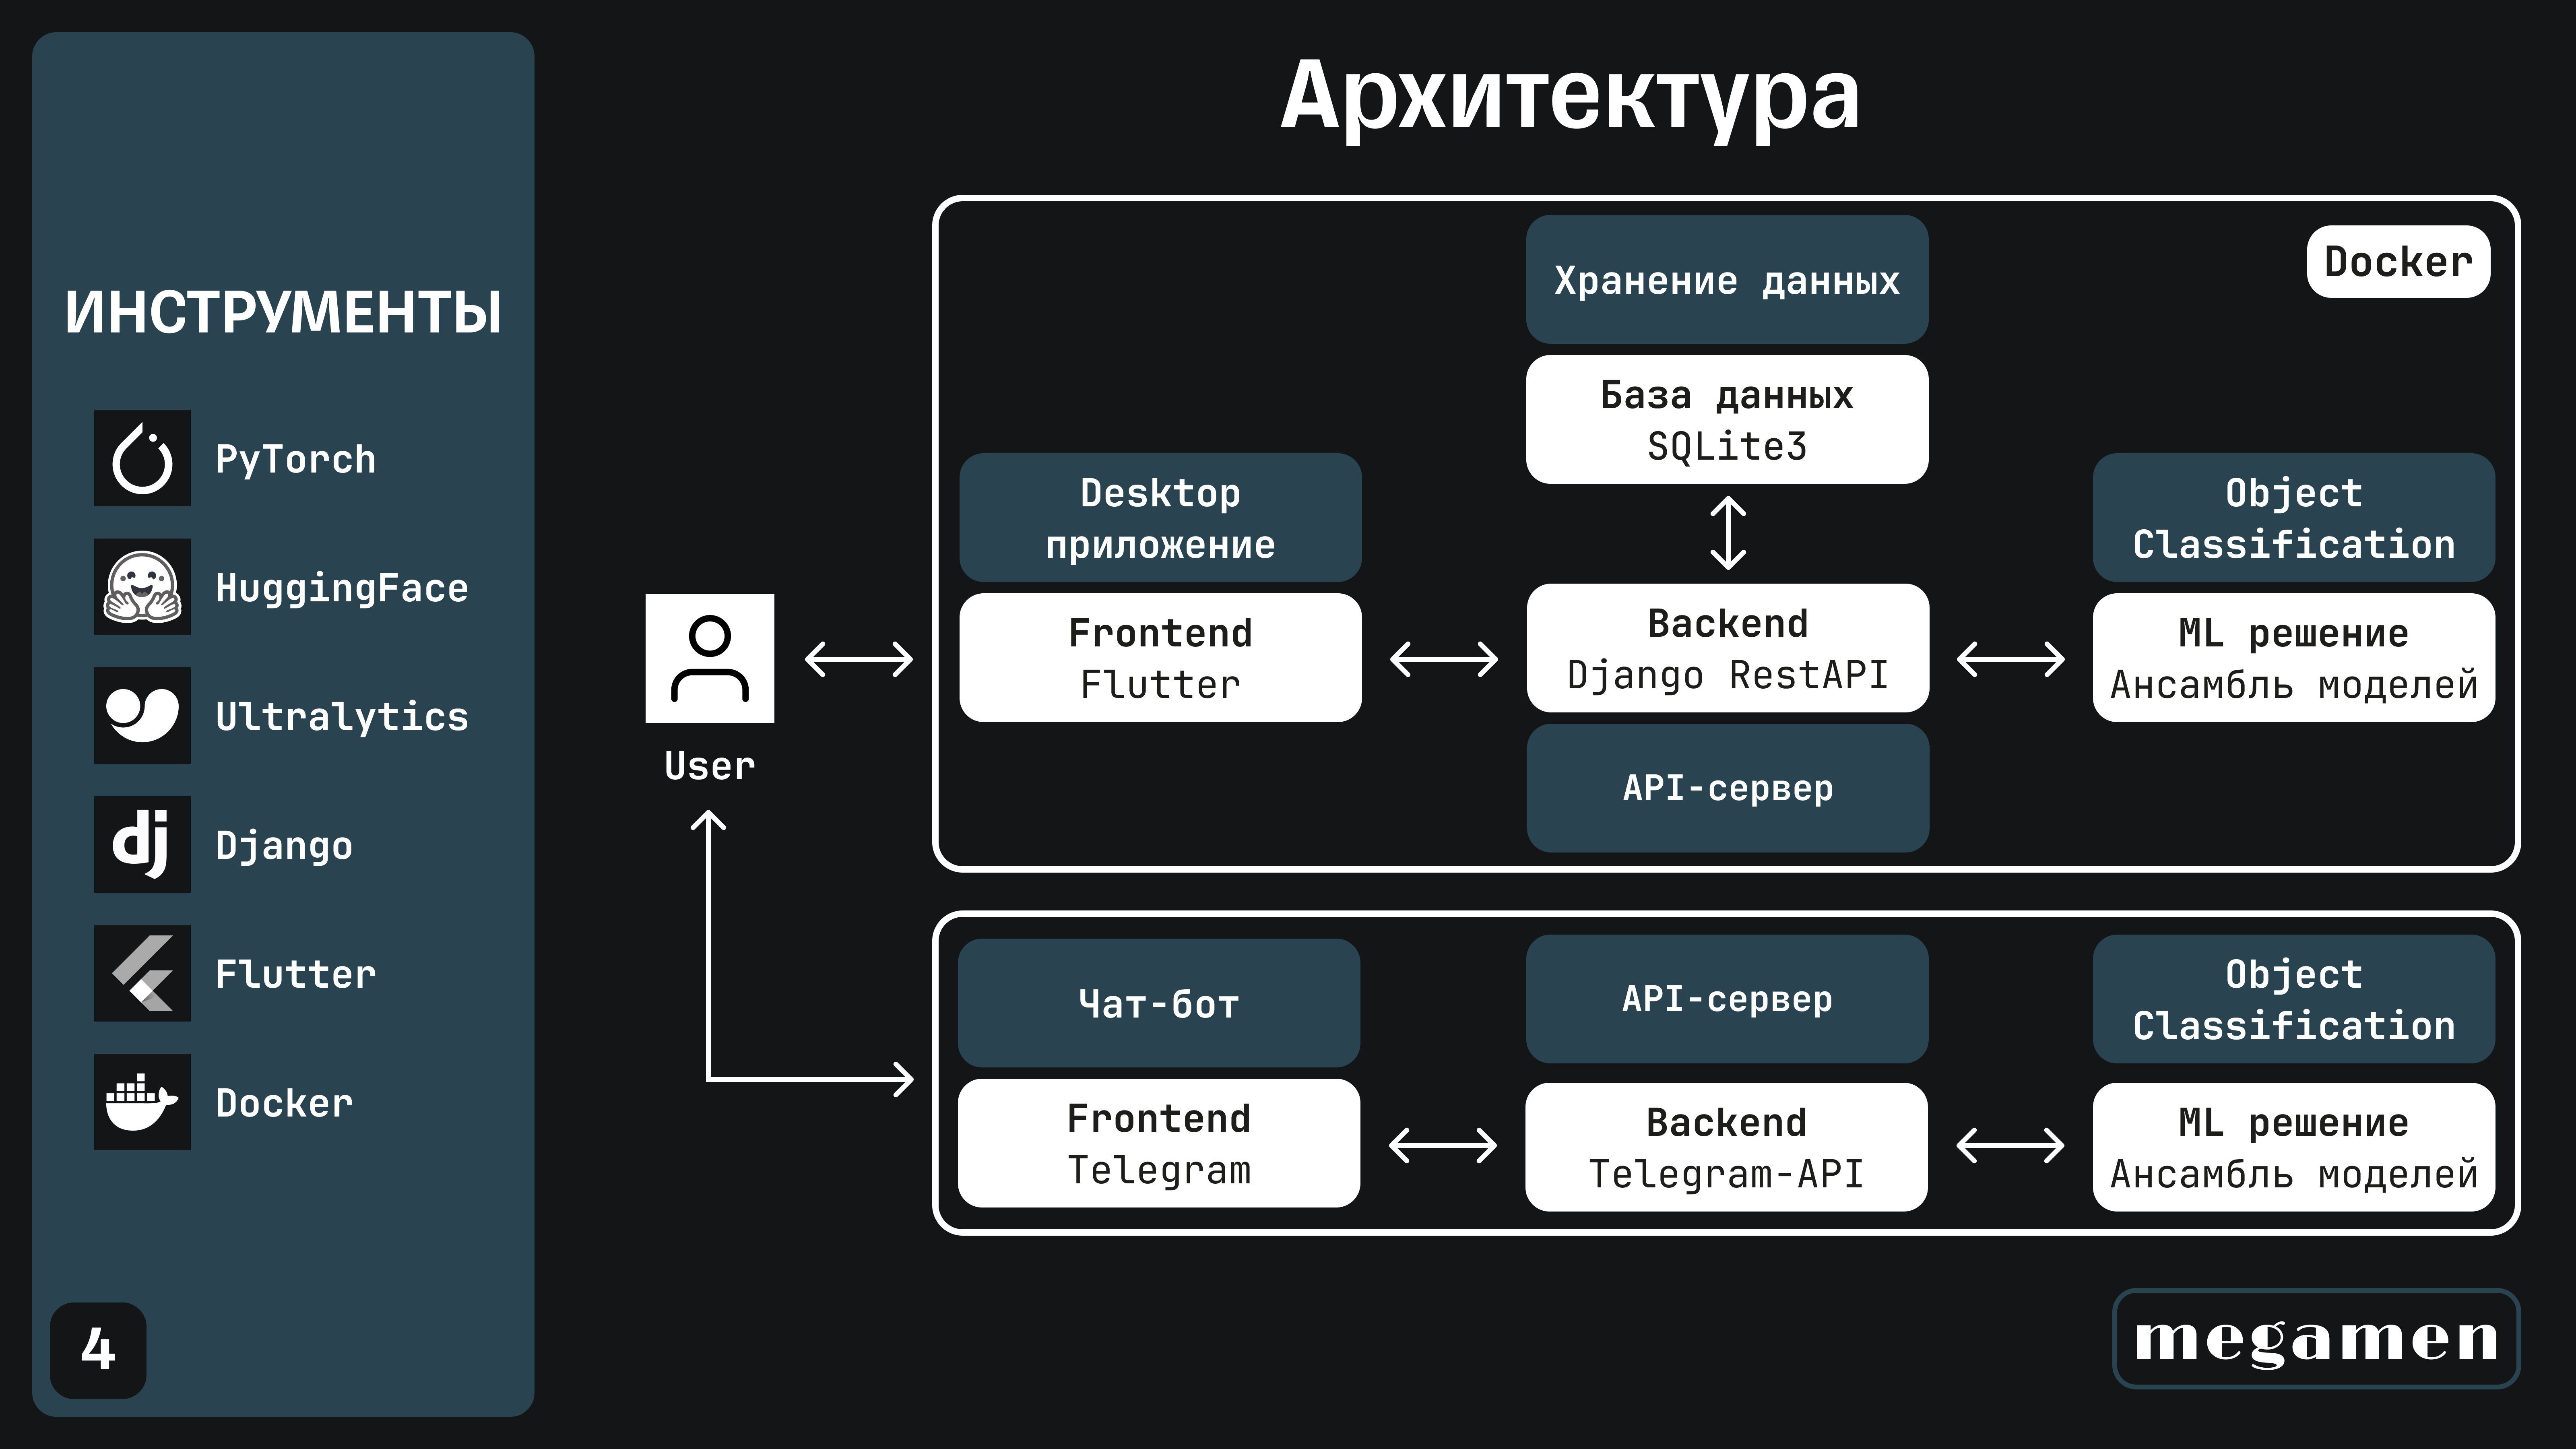 Архитектура
ИНСТРУМЕНТЫ
PyTorch
HuggingFace
Ultralytics
dj
Django
Flutter
Docker
4
User
Docker
Хранение данных
База данных
SQLite3
Desktop
приложение
Frontend
Flutter
Backend
Django RestAPI
API-сервер
Object
Classification
ML решение
Ансамбль моделей
Чат-бот
Frontend
Telegram
API-сервер
Backend
Telegram-API
Object
Classification
ML решение
Ансамбль моделей
megamen